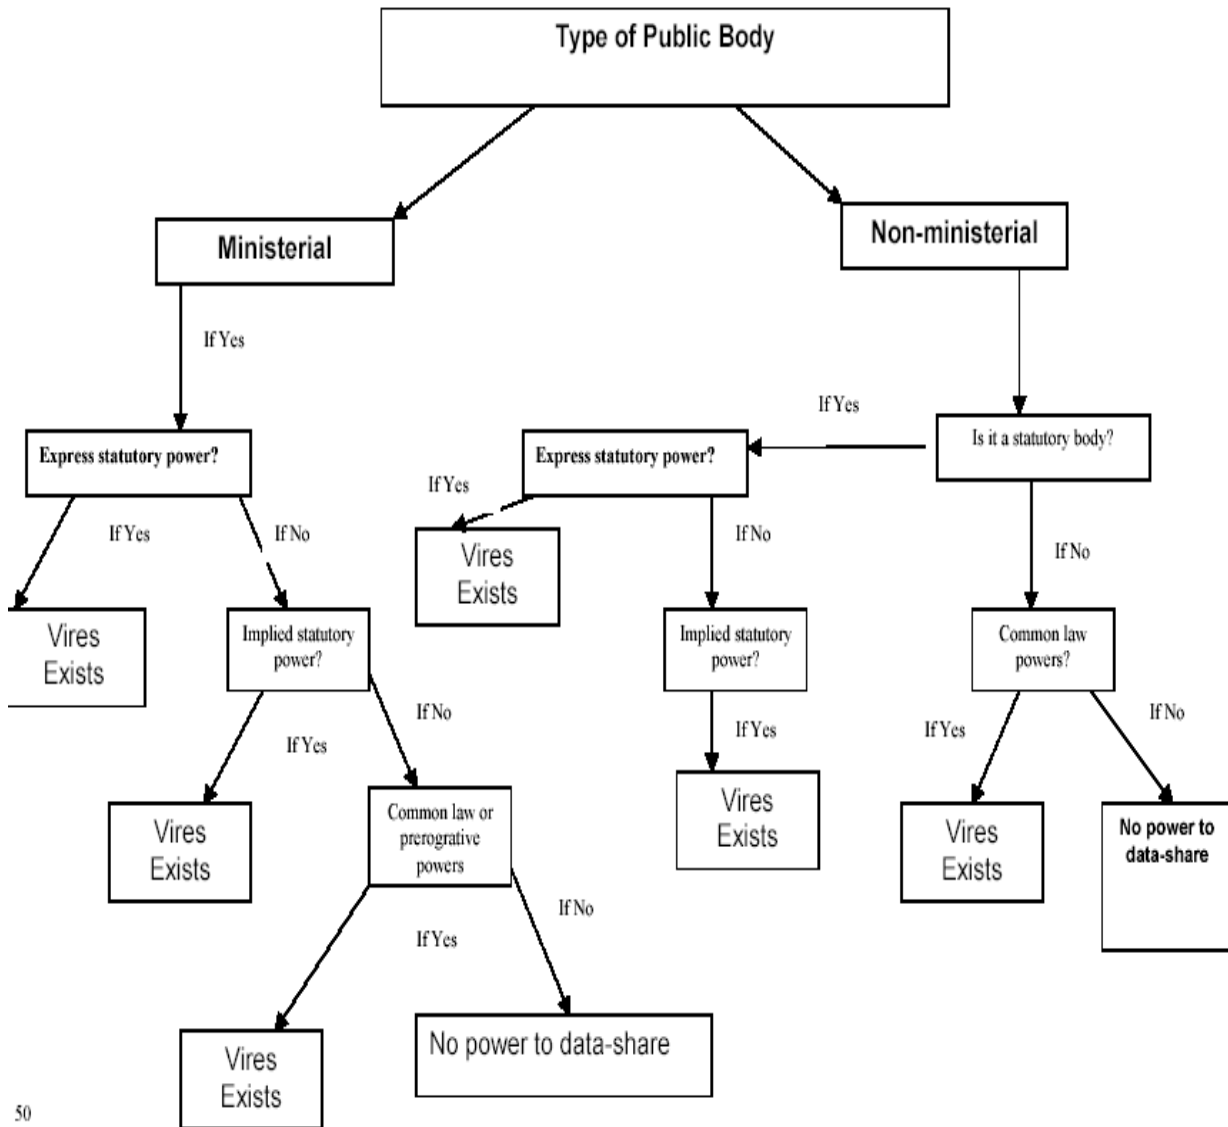 Type of Public Body
Ministerial
Non-ministerial
If Yes
If Yes
Express statutory power?
Express statutory power?
Is it a statutory body?
If Yes
If No
If Yes
If No
If No
Vires
Exists
Vires
Exists
Implied statutory
power?
Implied statutory
power?
Common law
powers?
If Yes
If No
If Yes
If Yes
If No
Vires
Exists
Common law or
prerogrative
powers
Vires
Exists
Vires
Exists
No power to
data-share
If Yes
If No
Vires
Exists
No power to data-share
50